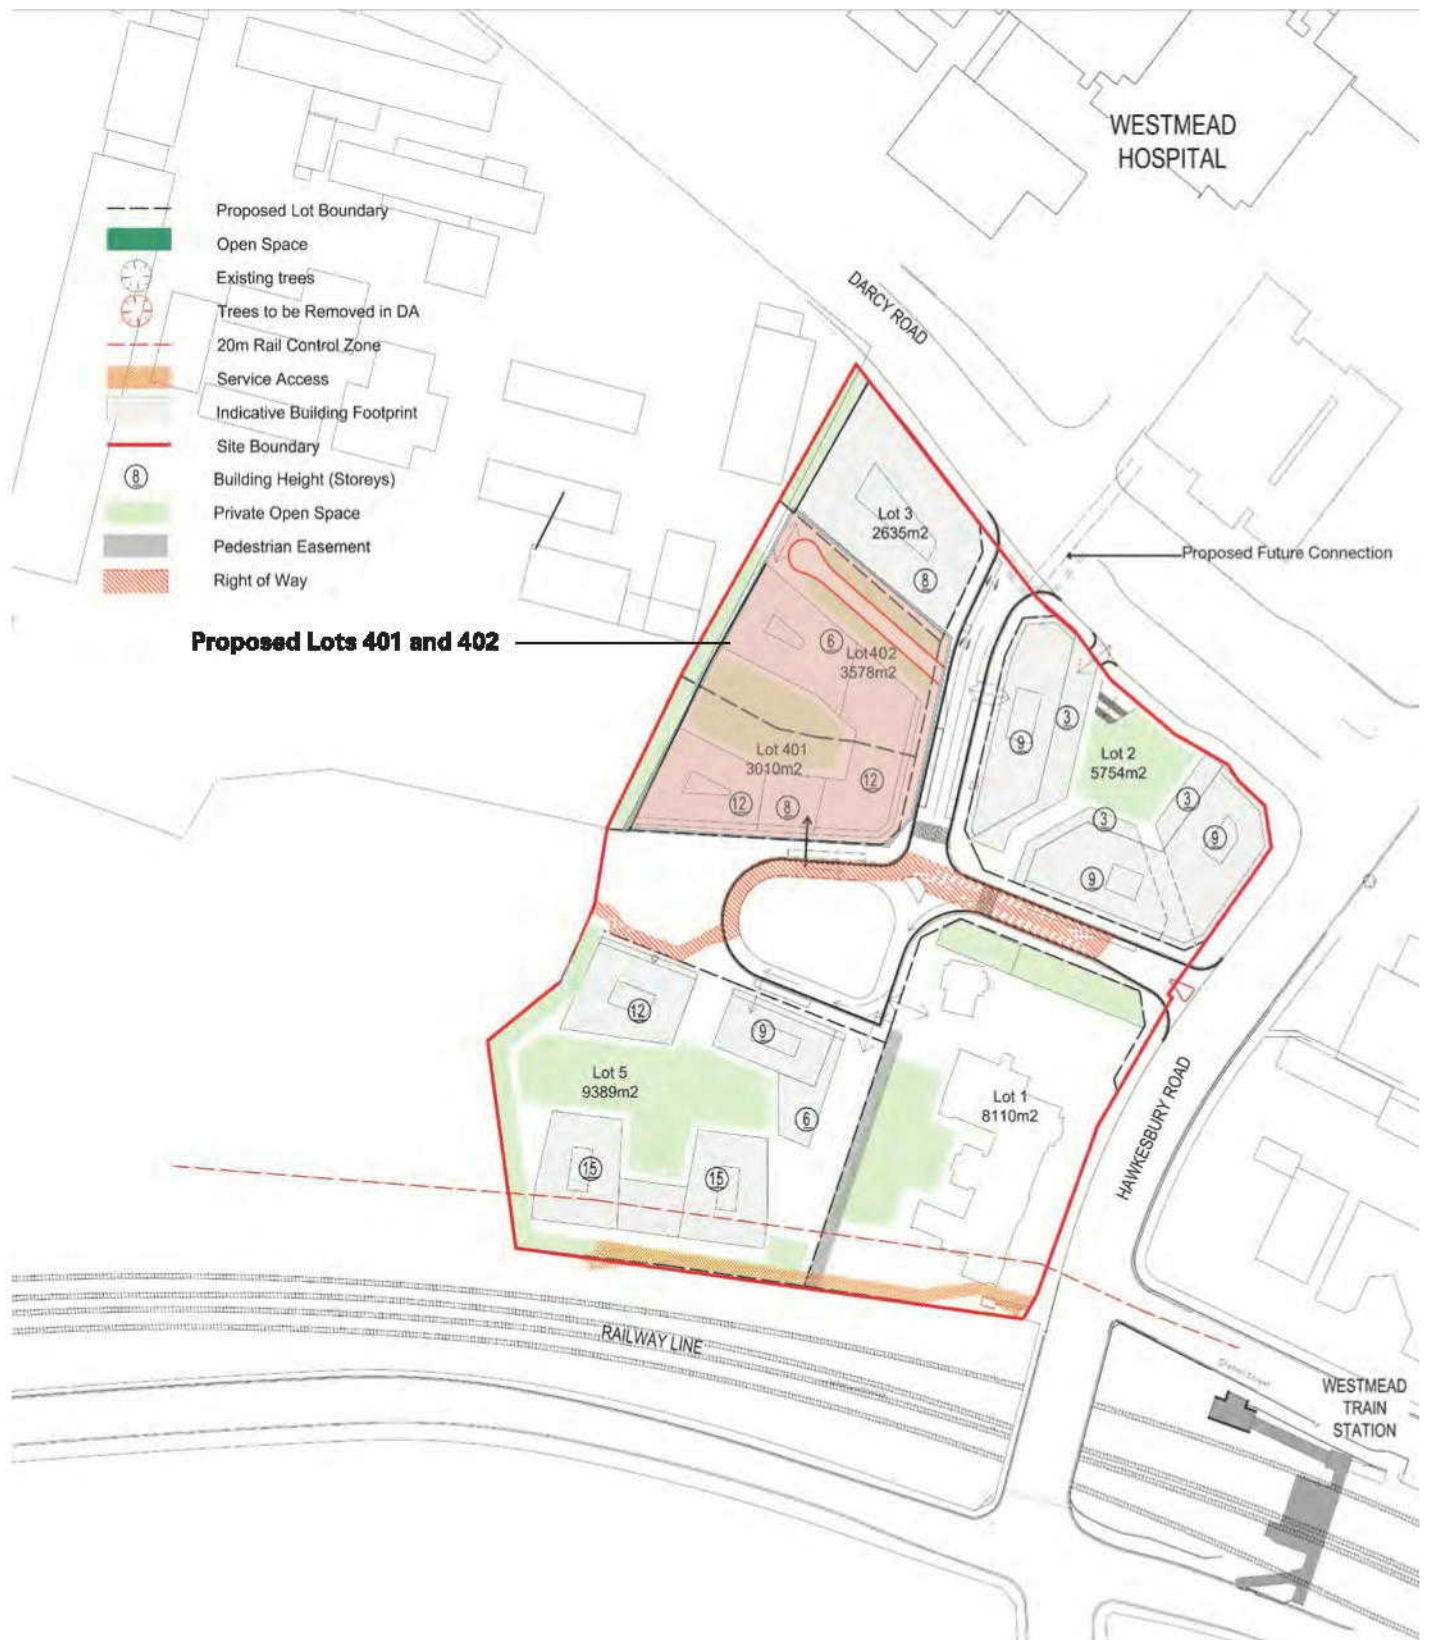 WESTMEAD
HOSPITAL
Proposed Lot Boundary
Open Space
Existing trees
Trees to be Removed in DA
20m Rail Control Zone
Service Access
Indicative Building Footprint
Site Boundary
8
Building Height (Storeys)
Private Open Space
Pedestrian Easement
Right of Way
DARCY ROAD
Lot 3
2635m2
8
Proposed Future Connection
Proposed Lots 401 and 402
6
Lot 402
3578m2
Lot 401
3010m2
12
8
12
3
9
Lot 2
5754m2
3
3
9
9
12
9
Lot 5
9389m2
6
15
15
Lot 1
8110m2
HAWKESBURY ROAD
RAILWAY LINE
Station Street
WESTMEAD
TRAIN
STATION